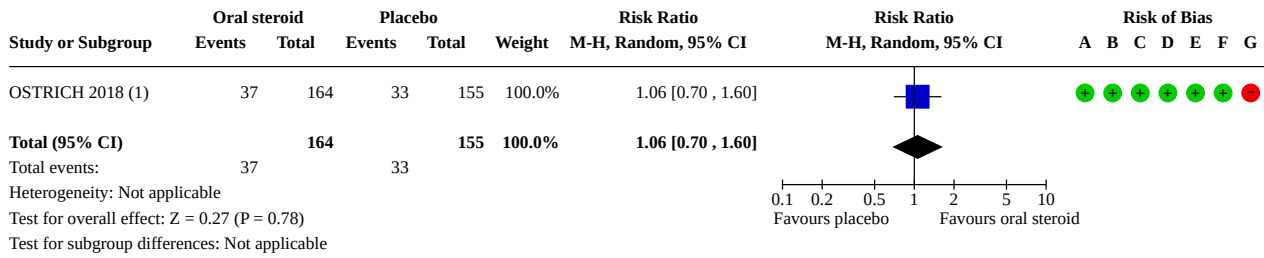 Oral steroid Placebo Risk Ratio Risk Ratio Risk of Bias
Study or Subgroup Events Total Events Total Weight M-H, Random, 95% CI M-H, Random, 95% CI A B C D E F G
OSTRICH 2018 (1) 37 164 33 155 100.0% 1.06 [0.70 , 1.60] + + + + + + −
Total (95% CI) 164 155 100.0% 1.06 [0.70 , 1.60]
Total events: 37 33
Heterogeneity: Not applicable
0.1 0.2 0.5 1 2 5 10
Test for overall effect: Z = 0.27 (P = 0.78) Favours placebo Favours oral steroid
Test for subgroup differences: Not applicable